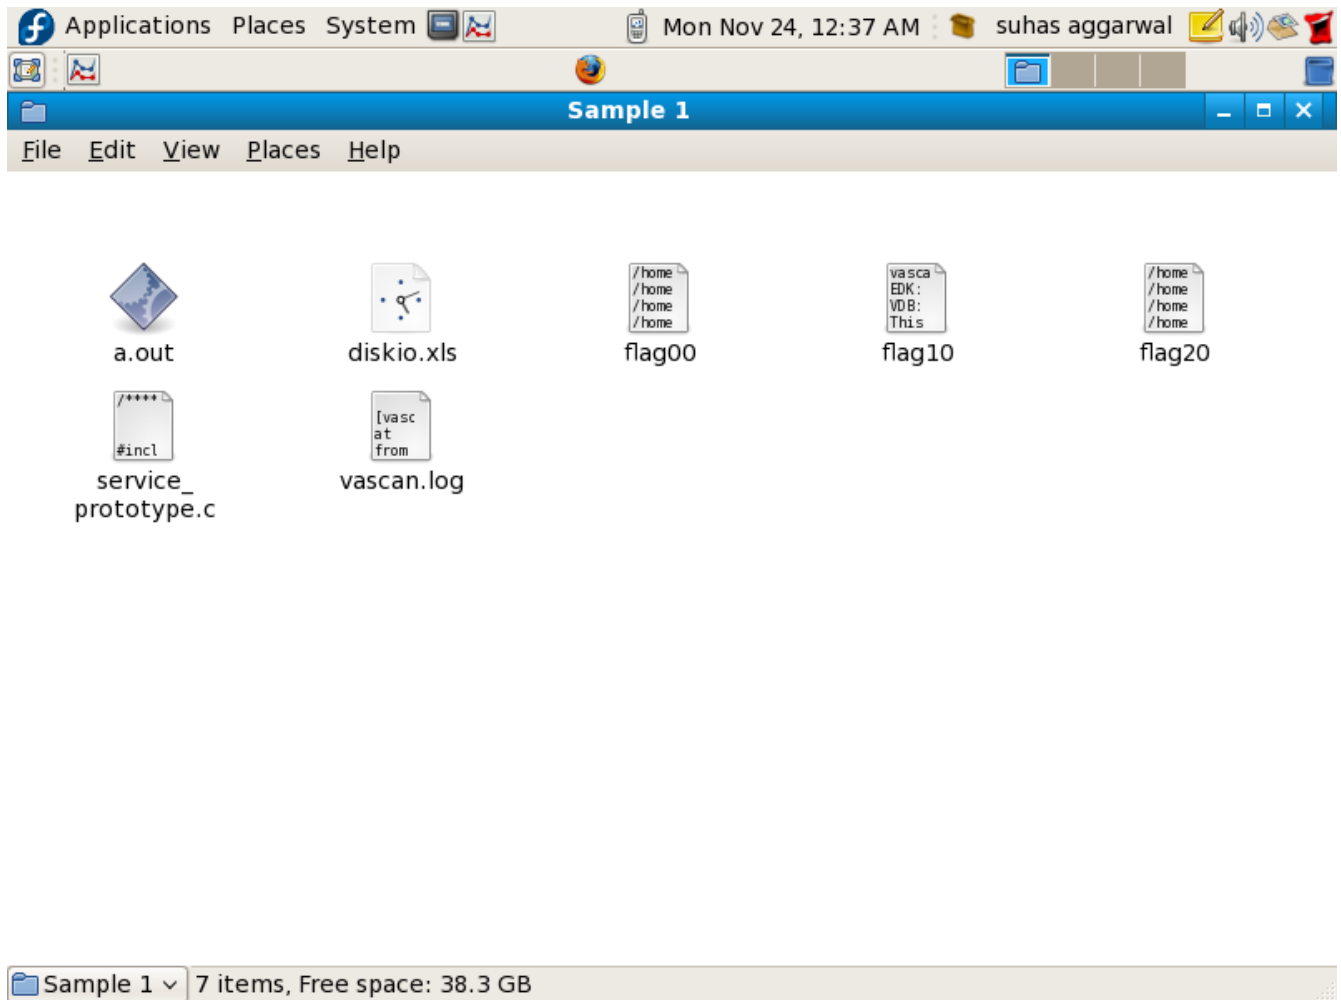 Applications Places System Mon Nov 24, 12:37 AM suhas aggarwal
Sample 1
File Edit View Places Help
/home
/home
/home
/home
vasca
EDK:
VDB:
This
/home
/home
/home
/home
a.out diskio.xls flag00 flag10 flag20
/****
#incl
[vasc
at
from
service_
prototype.c
vascan.log
Sample 1 7 items, Free space: 38.3 GB